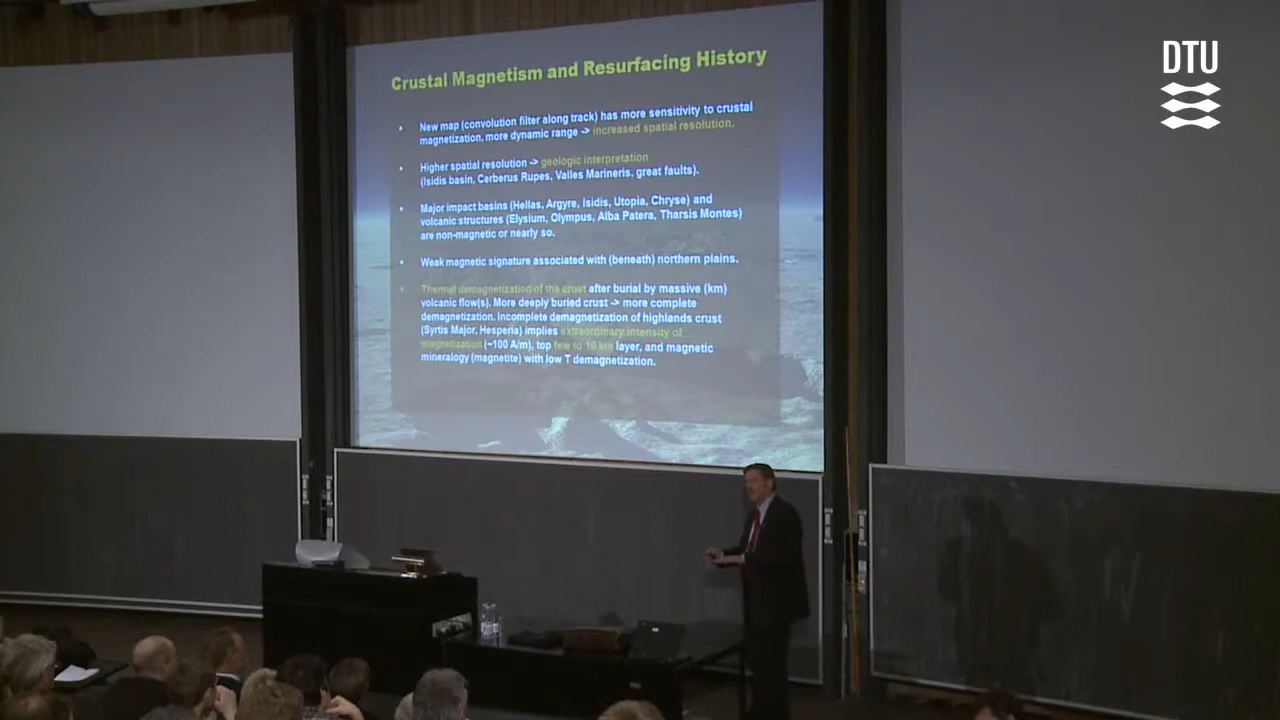 DTU
Crustal Magnetism and Resurfacing History
• New map (convolution filter along track) has more sensitivity to crustal
magnetization, more dynamic range -> increased spatial resolution.
• Higher spatial resolution -> geologic interpretation
(Isidis basin, Cerberus Rupes, Valles Marineris, great faults).
• Major impact basins (Hellas, Argyre, Isidis, Utopia, Chryse) and
volcanic structures (Elysium, Olympus, Alba Patera, Tharsis Montes)
are non-magnetic or nearly so.
• Weak magnetic signature associated with (beneath) northern plains.
• Thermal demagnetization of the crust after burial by massive (km)
volcanic flow(s). More deeply buried crust -> more complete
demagnetization. Incomplete demagnetization of highlands crust
(Syrtis Major, Hesperia) implies extraordinary intensity of
magnetization (~100 A/m), top few to 10 km layer, and magnetic
mineralogy (magnetite) with low T demagnetization.